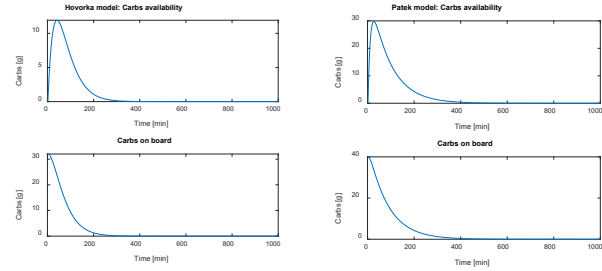 Hovorka model: Carbs availability
10
5
0
Carbs [g]
0 200 400 600 800 1000
Time [min]
Carbs on board
30
20
10
0
Carbs [g]
0 200 400 600 800 1000
Time [min]
Patek model: Carbs availability
30
20
10
0
Carbs [g]
0 200 400 600 800 1000
Time [min]
Carbs on board
40
20
0
Carbs [g]
0 200 400 600 800 1000
Time [min]